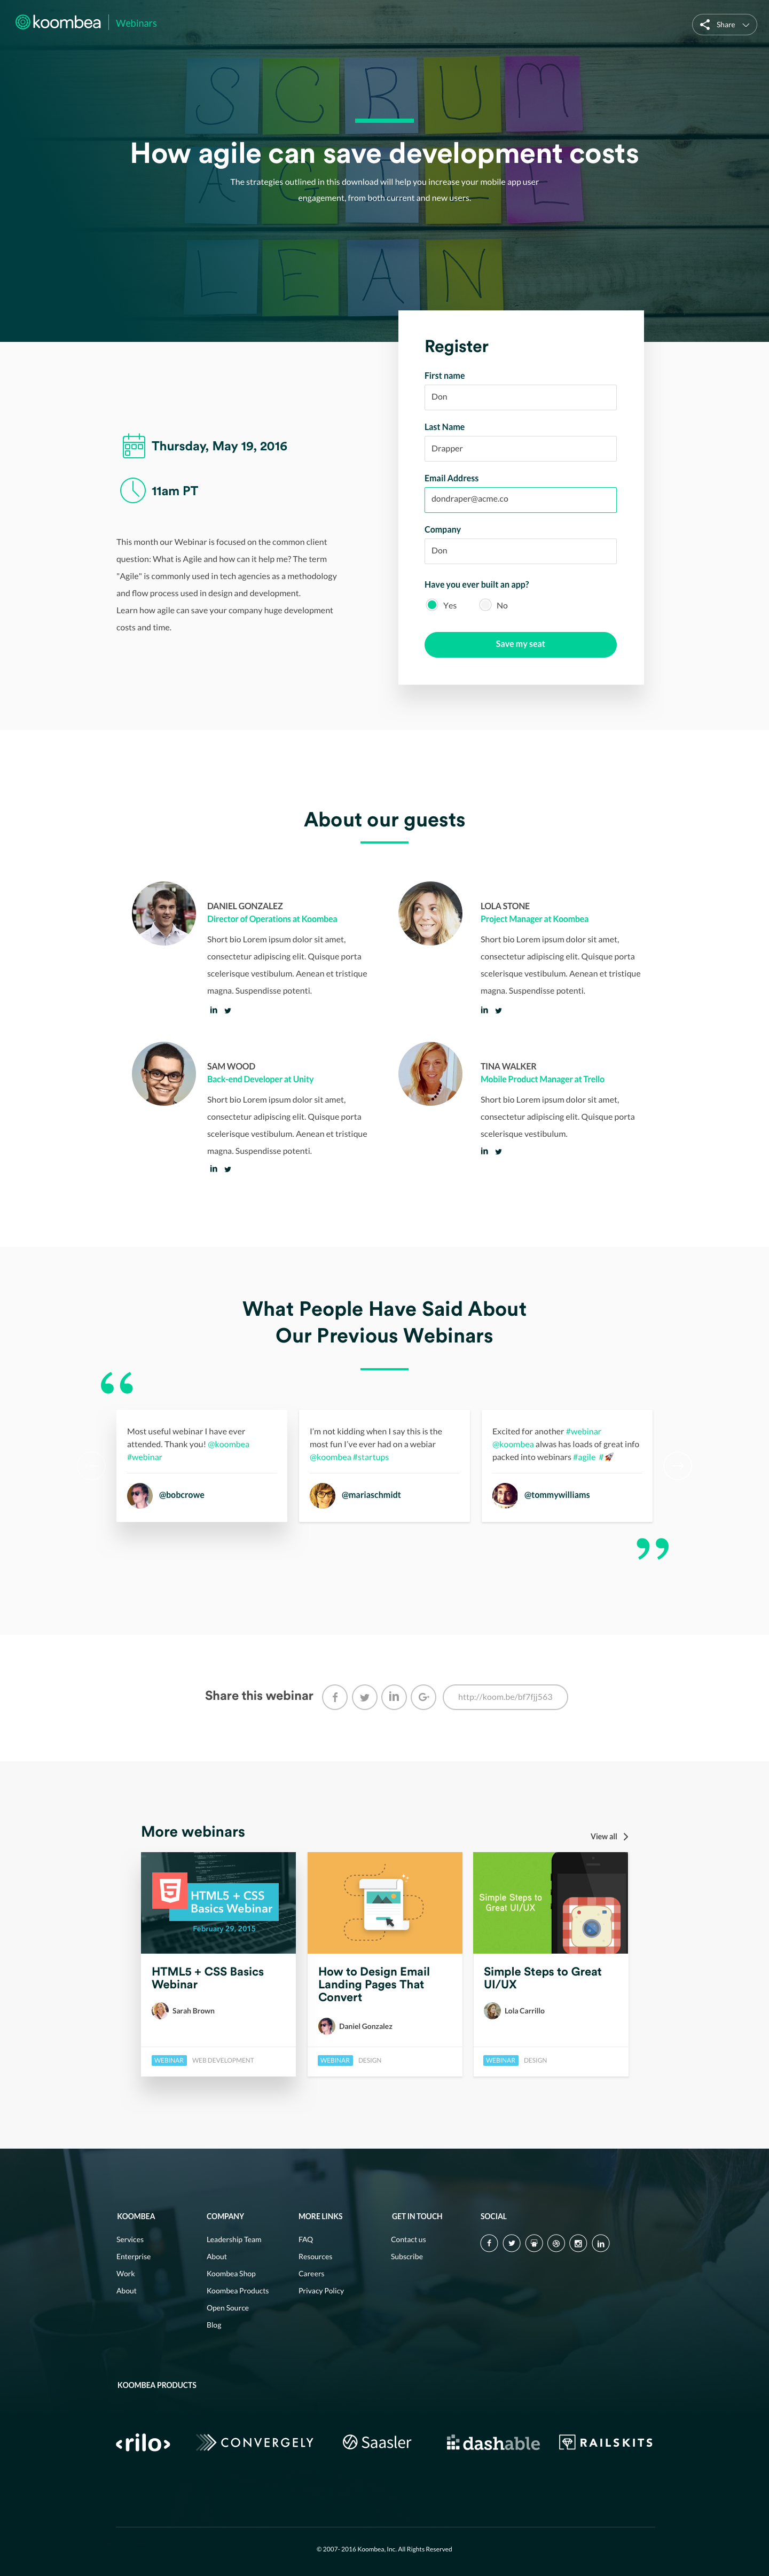 koombea Webinars
Share
S C R U M
How agile can save development costs
The strategies outlined in this download will help you increase your mobile app user
engagement, from both current and new users.
A G I L E
L E A N
Register
First name
Don
Last Name
Drapper
Email Address
dondraper@acme.co
Company
Don
Have you ever built an app?
Yes No
Save my seat
Thursday, May 19, 2016
11am PT
This month our Webinar is focused on the common client
question: What is Agile and how can it help me? The term
"Agile" is commonly used in tech agencies as a methodology
and flow process used in design and development.
Learn how agile can save your company huge development
costs and time.
About our guests
DANIEL GONZALEZ
Director of Operations at Koombea
Short bio Lorem ipsum dolor sit amet,
consectetur adipiscing elit. Quisque porta
scelerisque vestibulum. Aenean et tristique
magna. Suspendisse potenti.
in
LOLA STONE
Project Manager at Koombea
Short bio Lorem ipsum dolor sit amet,
consectetur adipiscing elit. Quisque porta
scelerisque vestibulum. Aenean et tristique
magna. Suspendisse potenti.
in
SAM WOOD
Back-end Developer at Unity
Short bio Lorem ipsum dolor sit amet,
consectetur adipiscing elit. Quisque porta
scelerisque vestibulum. Aenean et tristique
magna. Suspendisse potenti.
in
TINA WALKER
Mobile Product Manager at Trello
Short bio Lorem ipsum dolor sit amet,
consectetur adipiscing elit. Quisque porta
scelerisque vestibulum.
in
What People Have Said About
Our Previous Webinars
“
Most useful webinar I have ever
attended. Thank you! @koombea
#webinar
@bobcrowe
I'm not kidding when I say this is the
most fun I've ever had on a webiar
@koombea #startups
@mariaschmidt
Excited for another #webinar
@koombea alwas has loads of great info
packed into webinars #agile #🚀
@tommywilliams
”
Share this webinar f in G+ http://koom.be/bf7fjj563
More webinars
View all
HTML5 + CSS
Basics Webinar
February 29, 2015
HTML5 + CSS Basics
Webinar
Sarah Brown
WEBINAR WEB DEVELOPMENT
How to Design Email
Landing Pages That
Convert
Daniel Gonzalez
WEBINAR DESIGN
Simple Steps to
Great UI/UX
Simple Steps to Great
UI/UX
Lola Carrillo
WEBINAR DESIGN
KOOMBEA
Services
Enterprise
Work
About
COMPANY
Leadership Team
About
Koombea Shop
Koombea Products
Open Source
Blog
MORE LINKS
FAQ
Resources
Careers
Privacy Policy
GET IN TOUCH
Contact us
Subscribe
SOCIAL
f in
KOOMBEA PRODUCTS
‹rilo› CONVERGELY Saasler dashable RAILSKITS
© 2007- 2016 Koombea, Inc. All Rights Reserved